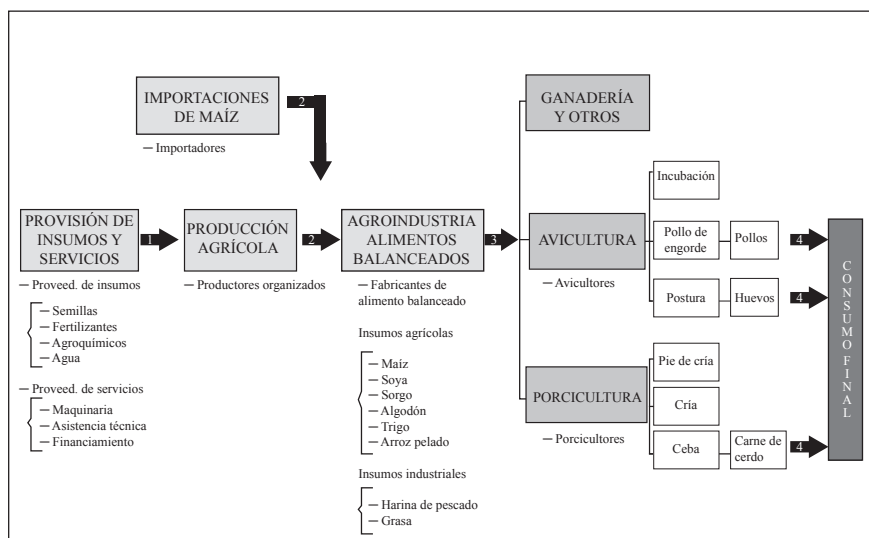 IMPORTACIONES
DE MAÍZ
2
— Importadores
GANADERÍA
Y OTROS
PROVISIÓN DE
INSUMOS Y
SERVICIOS
1
— Proveed. de insumos
— Semillas
— Fertilizantes
— Agroquímicos
— Agua
— Proveed. de servicios
— Maquinaria
— Asistencia técnica
— Financiamiento
PRODUCCIÓN
AGRÍCOLA
2
— Productores organizados
AGROINDUSTRIA
ALIMENTOS
BALANCEADOS
3
— Fabricantes de
alimento balanceado
Insumos agrícolas
— Maíz
— Soya
— Sorgo
— Algodón
— Trigo
— Arroz pelado
Insumos industriales
— Harina de pescado
— Grasa
AVICULTURA
— Avicultores
Incubación
Pollo de
engorde
Pollos
4
Postura
Huevos
4
PORCICULTURA
— Porcicultores
Pie de cría
Cría
Ceba
Carne de
cerdo
4
CONSUMO FINAL